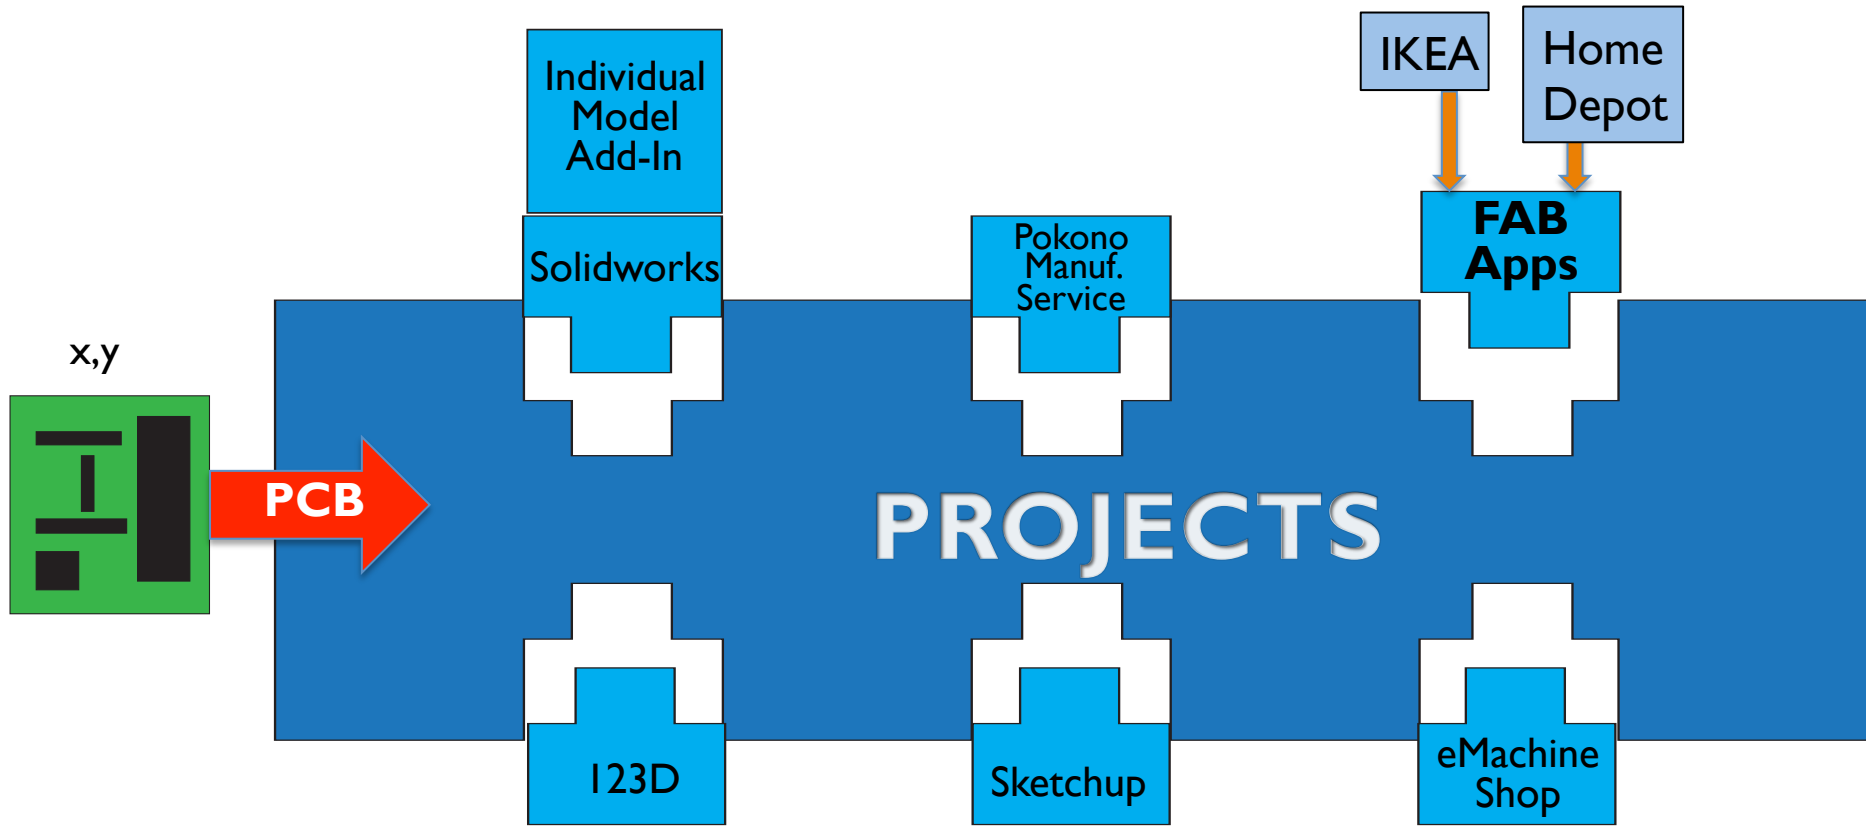 Individual
Model
Add-In
IKEA
Home
Depot
Solidworks
Pokono
Manuf.
Service
FAB
Apps
x,y
PCB
PROJECTS
123D
Sketchup
eMachine
Shop